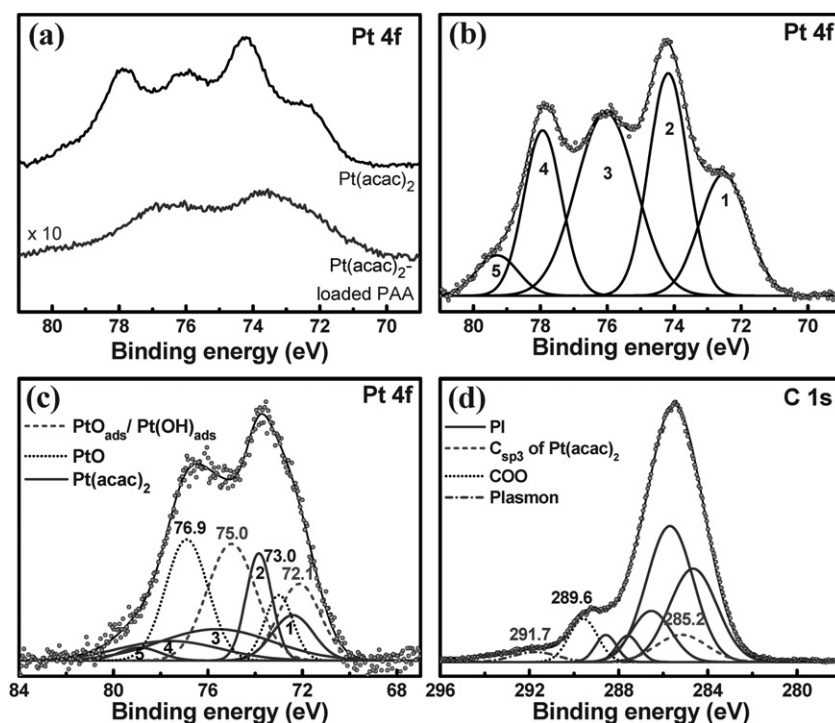 (a)
Pt 4f
Pt(acac)2
x 10
Pt(acac)2-
loaded PAA
80 78 76 74 72 70
Binding energy (eV)
(b)
Pt 4f
1
2
3
4
5
80 78 76 74 72 70
Binding energy (eV)
(c)
Pt 4f
PtOads/ Pt(OH)ads
PtO
Pt(acac)2
76.9
75.0
73.0
72.1
2
1
3
4
5
84 80 76 72 68
Binding energy (eV)
(d)
C 1s
PI
Csp3 of Pt(acac)2
COO
Plasmon
289.6
291.7
285.2
296 292 288 284 280
Binding energy (eV)